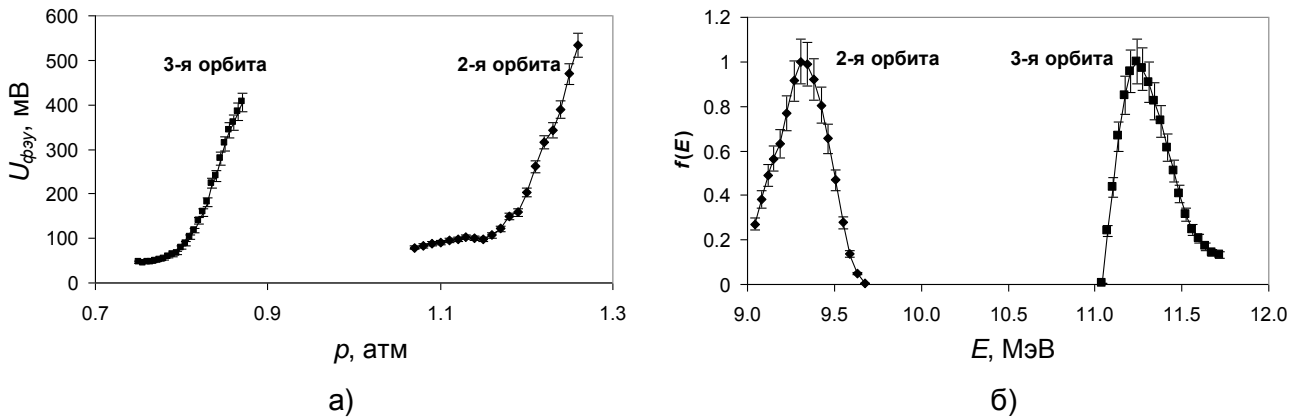 600
500
400
300
200
100
0
U_фэу, мВ
3-я орбита
2-я орбита
0.7
0.9
1.1
1.3
p, атм
а)
1.2
1
0.8
0.6
0.4
0.2
0
f(E)
2-я орбита
3-я орбита
9.0
9.5
10.0
10.5
11.0
11.5
12.0
E, МэВ
б)